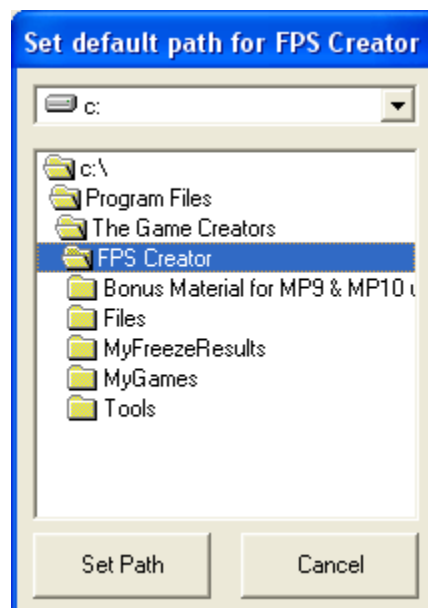 Set default path for FPS Creator
c:
c:\
Program Files
The Game Creators
FPS Creator
Bonus Material for MP9 & MP10 u
Files
MyFreezeResults
MyGames
Tools
Set Path Cancel